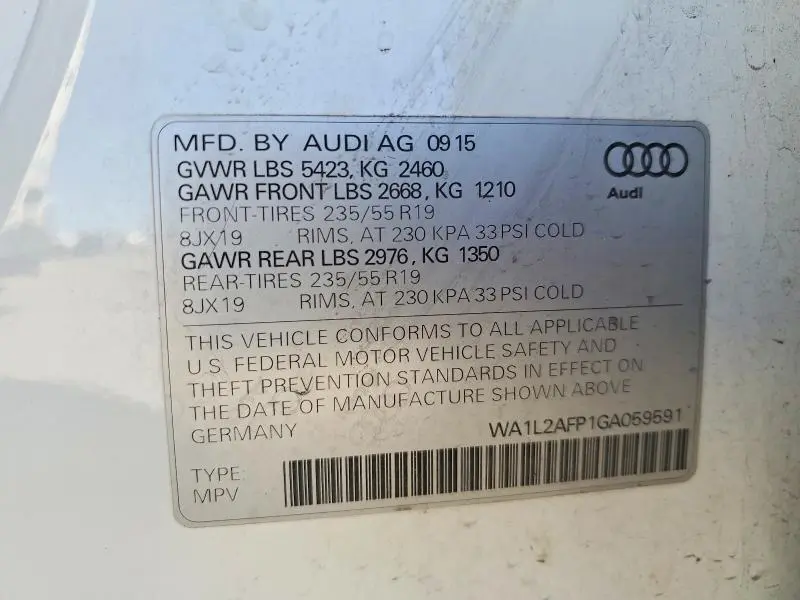 MFD. BY AUDI AG 09 15
GVWR LBS 5423, KG 2460
GAWR FRONT LBS 2668, KG 1210
FRONT-TIRES 235/55 R19
8JX19 RIMS, AT 230 KPA 33 PSI COLD
GAWR REAR LBS 2976, KG 1350
REAR-TIRES 235/55 R19
8JX19 RIMS, AT 230 KPA 33 PSI COLD
Audi
THIS VEHICLE CONFORMS TO ALL APPLICABLE
U.S. FEDERAL MOTOR VEHICLE SAFETY AND
THEFT PREVENTION STANDARDS IN EFFECT ON
THE DATE OF MANUFACTURE SHOWN ABOVE
GERMANY WA1L2AFP1GA059591
TYPE:
MPV